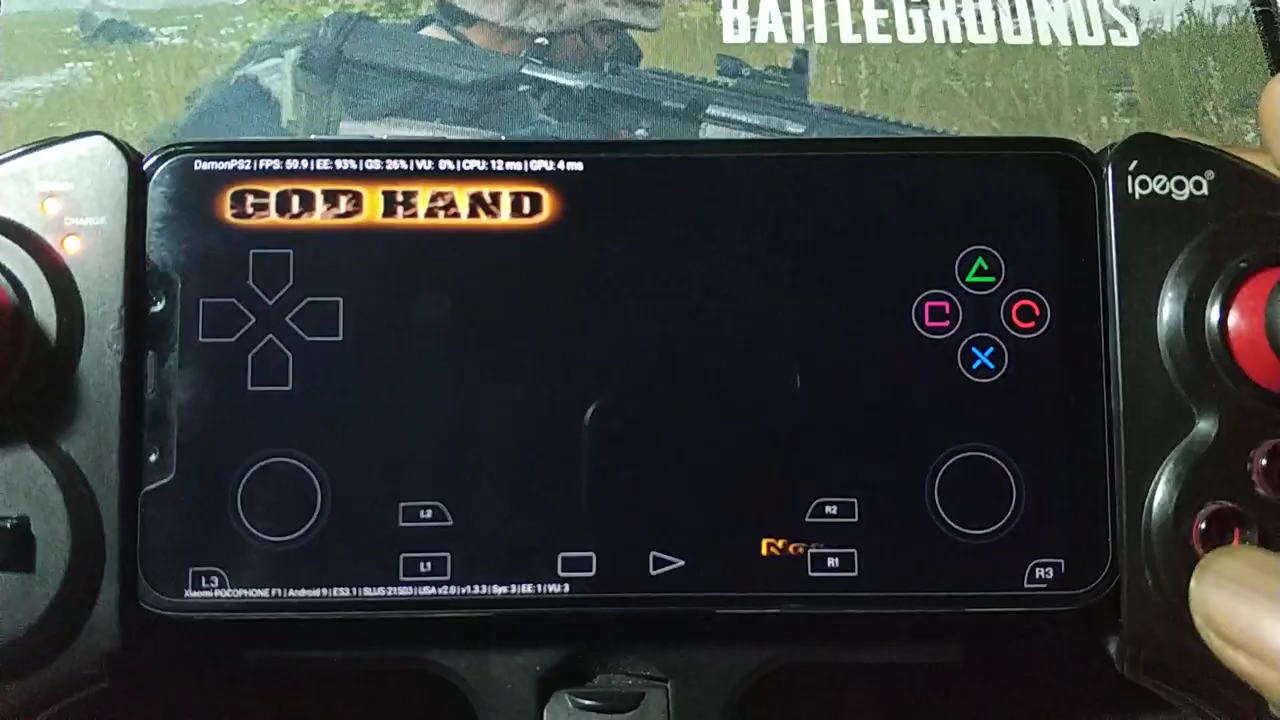 BATTLEGROUNDS
DamonPS2 | FPS: 59.9 | EE: 93% | GS: 26% | VU: 0% | CPU: 12 ms | GPU: 4 ms
ípega®
GOD HAND
CHARGE
L2
R2
No
L1
R1
L3
R3
Xiaomi POCOPHONE F1 | Android 9 | ES3.1 | SLUS 21503 | USA v2.0 | v1.3.3 | Sys: 3 | EE: 1 | VU: 3